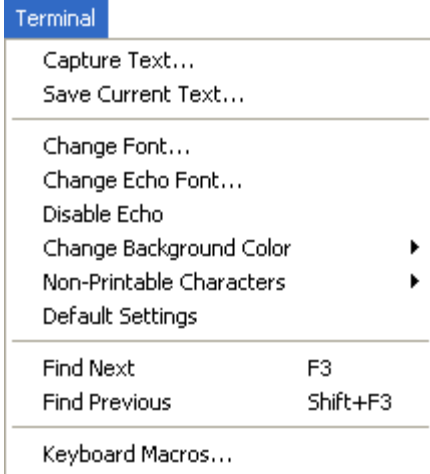 Terminal
Capture Text...
Save Current Text...
Change Font...
Change Echo Font...
Disable Echo
Change Background Color
Non-Printable Characters
Default Settings
Find Next F3
Find Previous Shift+F3
Keyboard Macros...